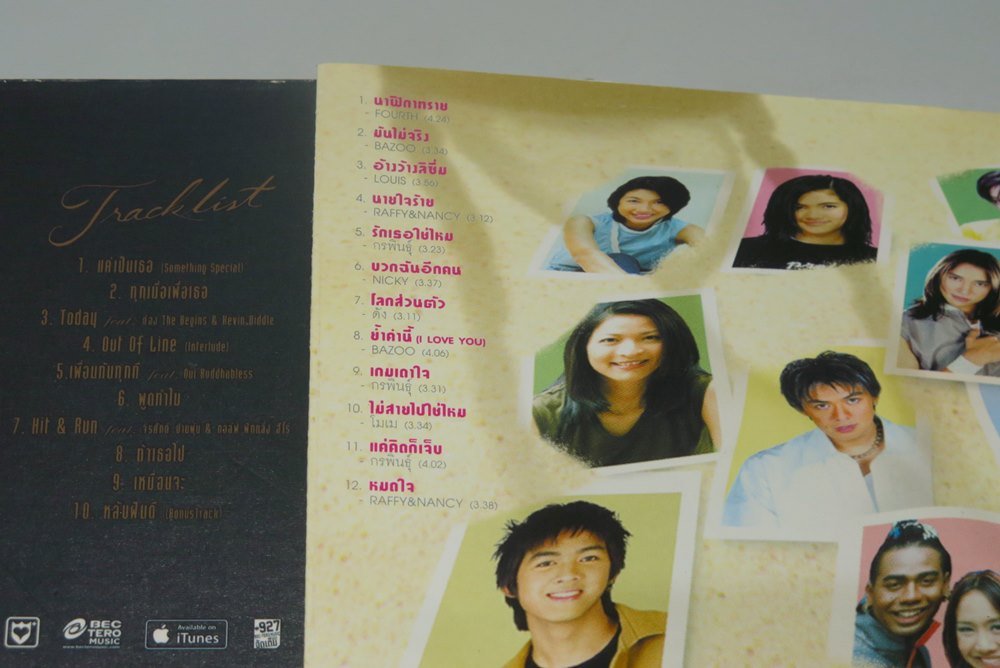 Tracklist
1. แค่เป็นเธอ (Something Special)
2. ทุกเมื่อเพื่อเธอ
3. Today feat. ต๋อง The Begins & Kevin.Biddle
4. Out Of Line (Interlude)
5. เพื่อนกันทุกที feat. Buddhabless
6. พูดทำไม
7. Hit & Run feat.
8 ถ้าเธอไป
9- เหมือนจะ
10. หลับฝันดี (BonusTrack)
BEC
TERO
MUSIC
Available on
iTunes
927
1. นาฬิกาทราย
- FOURTH (4.24)
2. มันไม่จริง
- BAZOO (3.34)
3. อ้างว้างลิซึ่ม
- LOUIS (3.56)
4. นายใจร้าย
- RAFFY&NANCY (3.12)
5. รักเธอใช่ไหม
- กรพินธุ์ (3.23)
6. บวกฉันอีกคน
- NICKY (3.37)
7. โลกส่วนตัว
- ดัง (3.11)
8. ย้ำค่านี้ (I LOVE YOU)
- BAZOO (4.06)
9. เกมเดาใจ
- กรพินธุ์ (3.31)
10. ไม่สายไปใช่ไหม
- โมเม (3.34)
11. แค่คิดก็เจ็บ
- กรพินธุ์ (4.02)
12. หมดใจ
- RAFFY&NANCY (3.38)